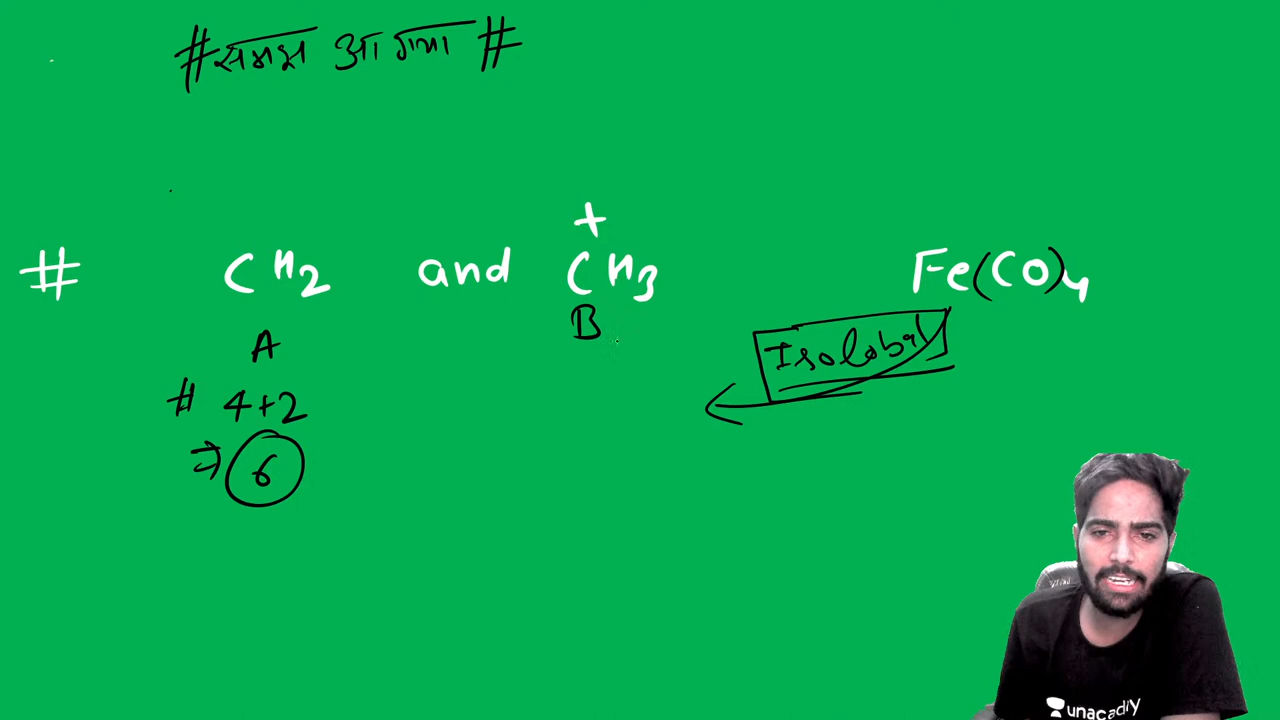 # समझ आ गया #
+
# CH2 and CH3 Fe(CO)4
B
A
Isolobal
# 4+2
⇒ 6
unacademy